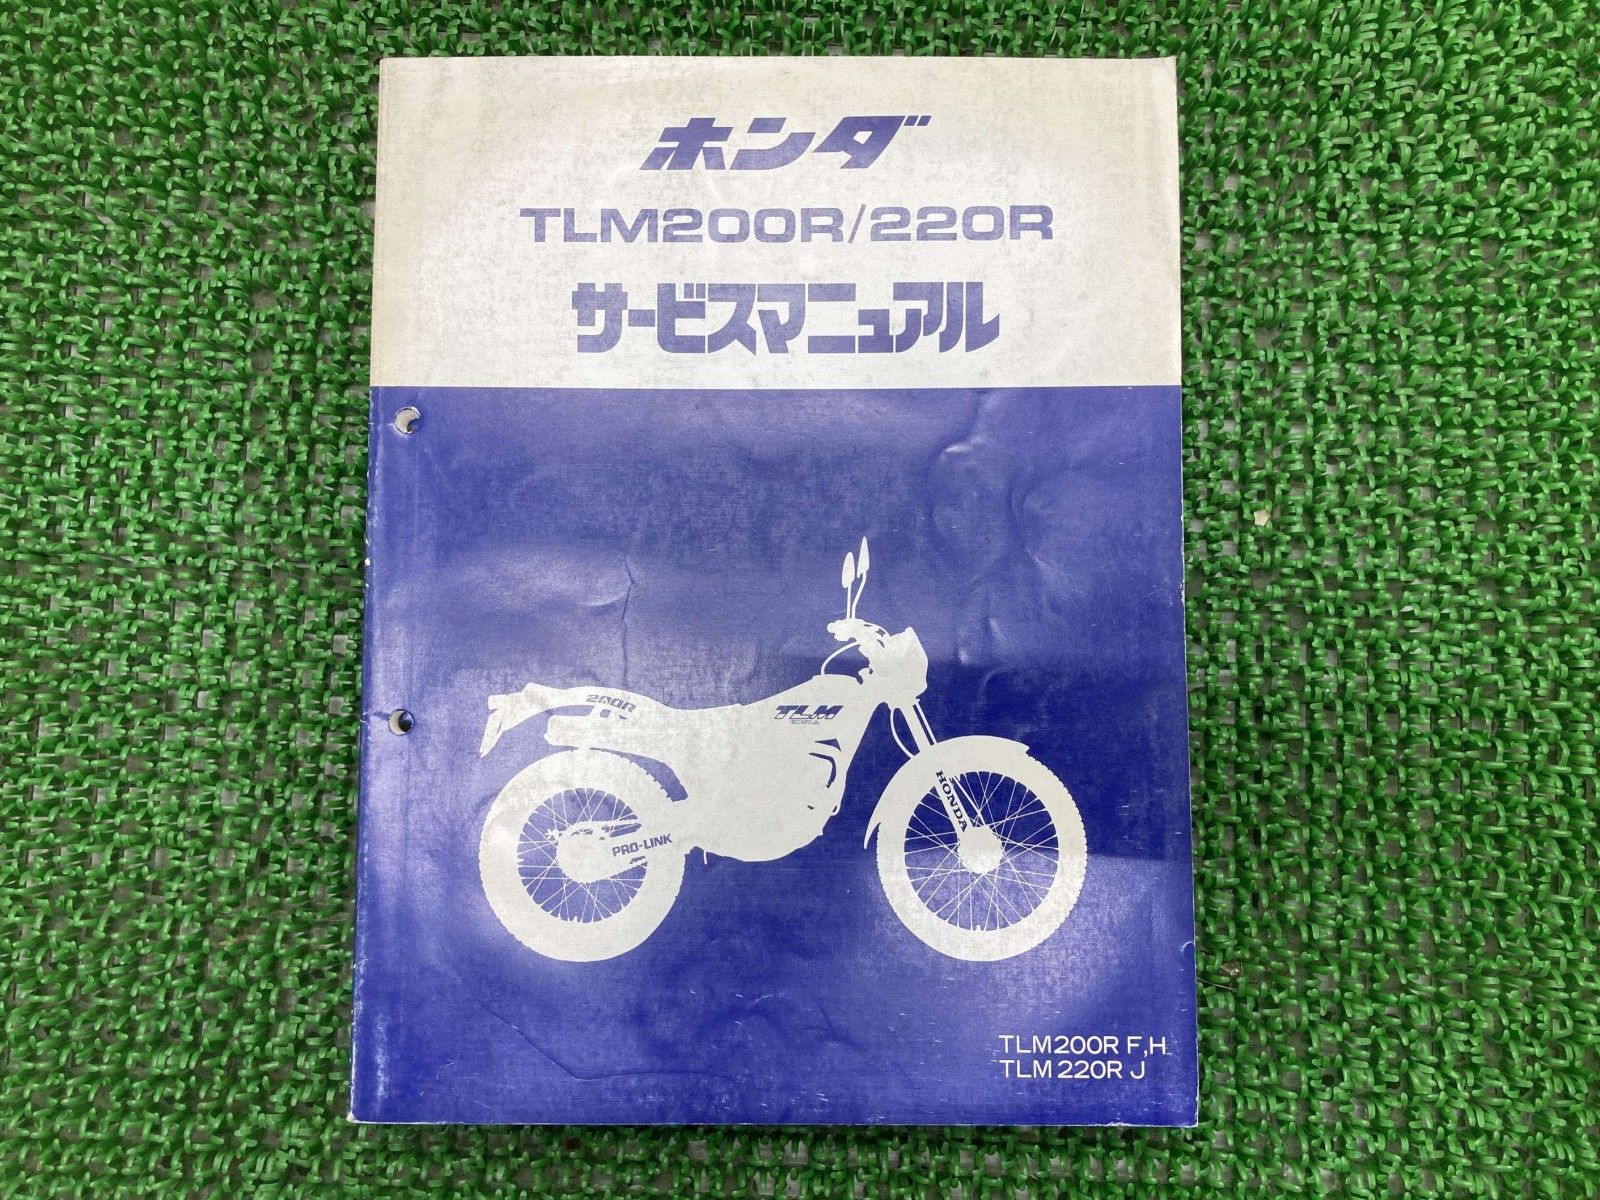 ホンダ
TLM200R/220R
サービスマニュアル
200R
TLM
PRO-LINK
HONDA
TLM200R F,H
TLM 220R J